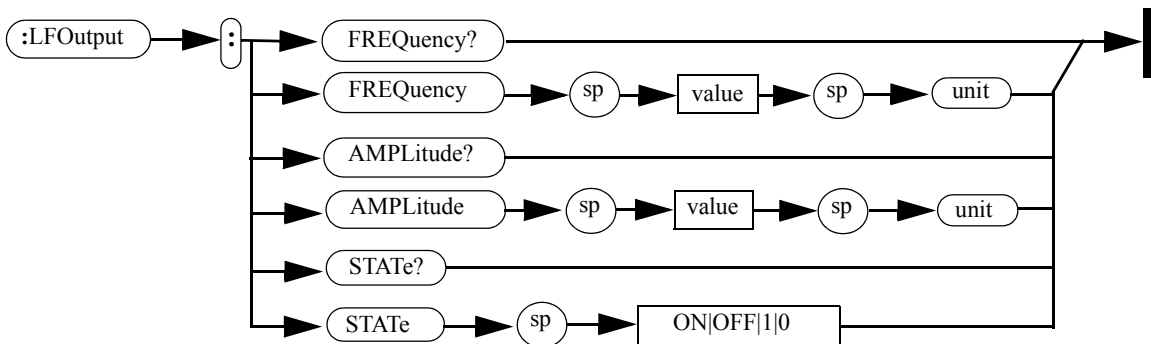 :LFOutput : FREQuency?
FREQuency sp value sp unit
AMPLitude?
AMPLitude sp value sp unit
STATe?
STATe sp ON|OFF|1|0